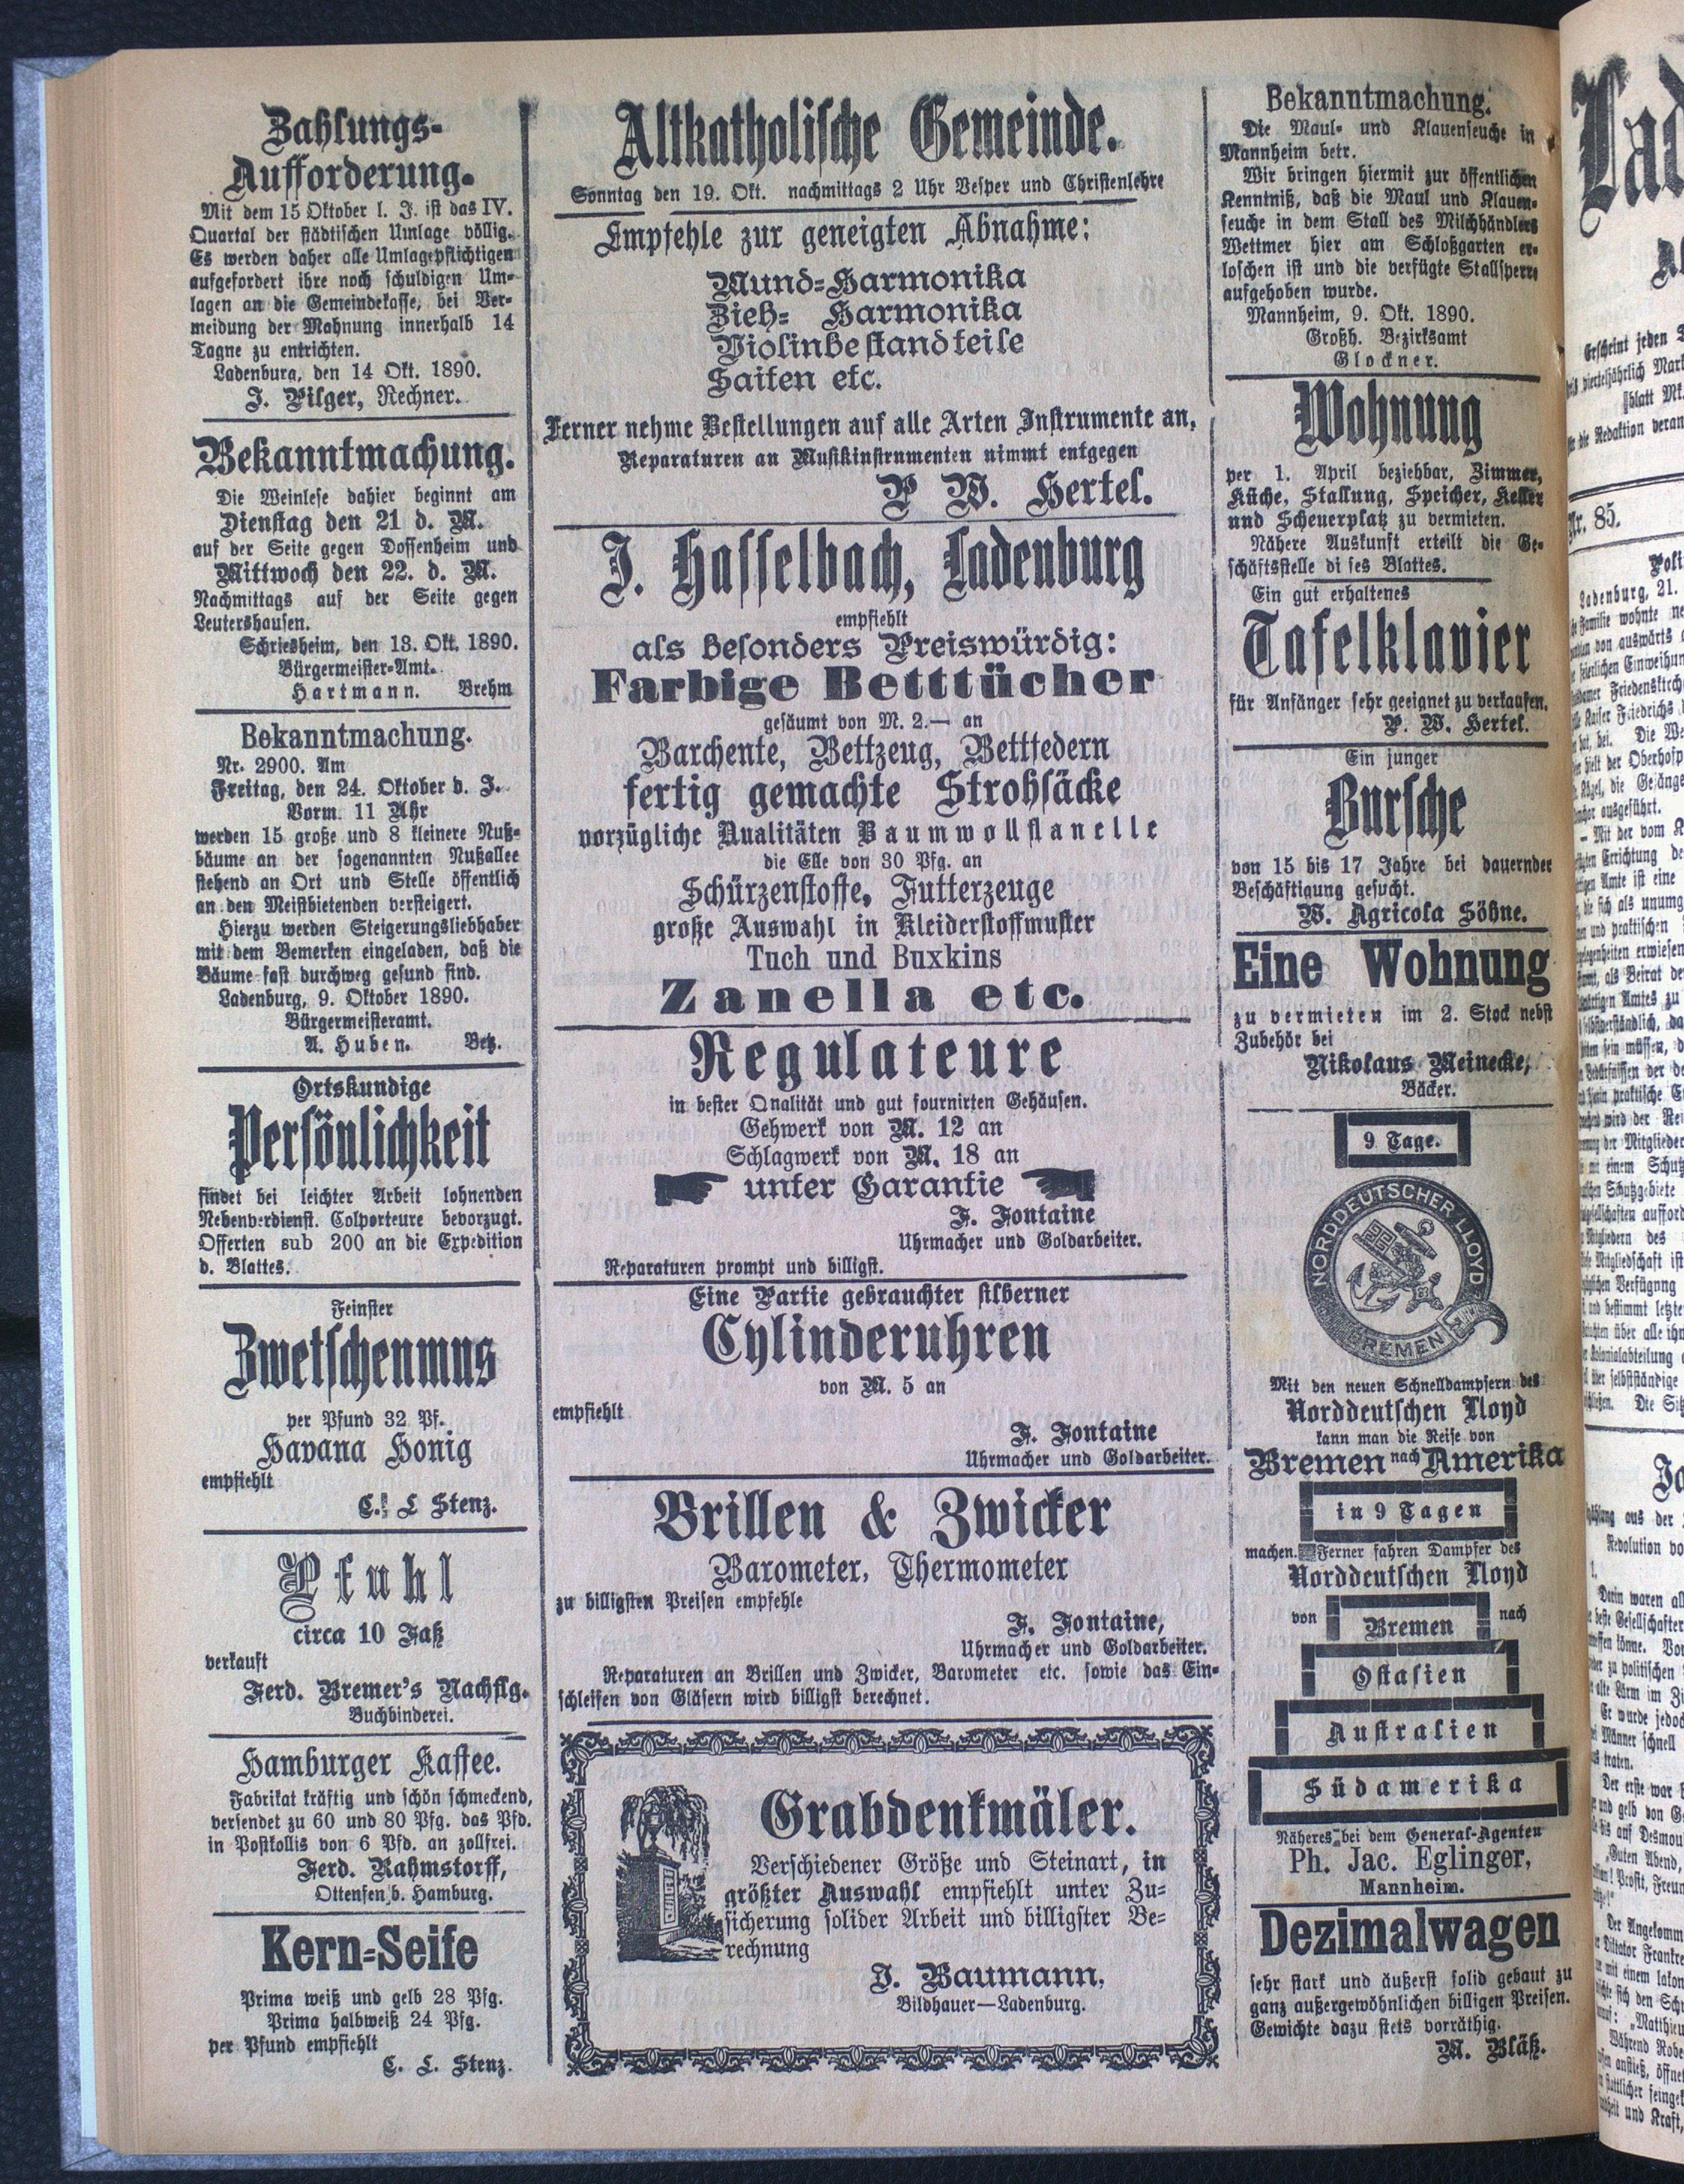 Zahlungs-
Aufforderung.
Mit dem 15 Oktober l. J. ist das IV.
Quartal der städtischen Umlage völlig.
Es werden daher alle Umlagepflichtigen
aufgefordert ihre noch schuldigen Um-
lagen an die Gemeindekasse, bei Ver-
meidung der Mahnung innerhalb 14
Tagne zu entrichten.
Ladenburg, den 14 Okt. 1890.
J. Pilger, Rechner.
Bekanntmachung.
Die Weinlese dahier beginnt am
Dienstag den 21 d. M.
auf der Seite gegen Dossenheim und
Mittwoch den 22. d. M.
Nachmittags auf der Seite gegen
Leutershausen.
Schriesheim, den 13. Okt. 1890.
Bürgermeister-Amt.
Hartmann. Brehm
Bekanntmachung.
Nr. 2900. Am
Freitag, den 24. Oktober d. J.
Vorm. 11 Uhr
werden 15 große und 8 kleinere Nuß-
bäume an der sogenannten Nußallee
stehend an Ort und Stelle öffentlich
an den Meistbietenden versteigert.
Hierzu werden Steigerungsliebhaber
mit dem Bemerken eingeladen, daß die
Bäume fast durchweg gesund sind.
Ladenburg, 9. Oktober 1890.
Bürgermeisteramt.
A. Huben. Betz.
Ortskundige
Persönlichkeit
findet bei leichter Arbeit lohnenden
Nebenverdienst. Colporteure bevorzugt.
Offerten sub 200 an die Expedition
d. Blattes.
Feinster
Zwetschenmus
per Pfund 32 Pf.
Havana Honig
empfiehlt
C. L Stenz.
Pfuhl
circa 10 Faß
verkauft
Ferd. Bremer's Nachflg.
Buchbinderei.
Hamburger Kaffee.
Fabrikat kräftig und schön schmeckend,
versendet zu 60 und 80 Pfg. das Pfd.
in Postkollis von 6 Pfd. an zollfrei.
Ferd. Rahmstorff,
Ottensen b. Hamburg.
Kern-Seife
Prima weiß und gelb 28 Pfg.
Prima halbweiß 24 Pfg.
per Pfund empfiehlt
C. L. Stenz.
Altkatholische Gemeinde.
Sonntag den 19. Okt. nachmittags 2 Uhr Vesper und Christenlehre
Empfehle zur geneigten Abnahme:
Mund-Harmonika
Zieh- Harmonika
Violinbestandteile
Saiten etc.
Ferner nehme Bestellungen auf alle Arten Instrumente an,
Reparaturen an Musikinstrumenten nimmt entgegen
P W. Hertel.
J. Hasselbach, Ladenburg
empfiehlt
als besonders Preiswürdig:
Farbige Betttücher
gesäumt von M. 2.— an
Barchente, Bettzeug, Bettfedern
fertig gemachte Strohsäcke
vorzügliche Qualitäten Baumwollflanelle
die Elle von 30 Pfg. an
Schürzenstoffe, Futterzeuge
große Auswahl in Kleiderstoffmuster
Tuch und Buxkins
Zanella etc.
Regulateure
in bester Qnalität und gut fournirten Gehäusen.
Gehwerk von M. 12 an
Schlagwerk von M. 18 an
unter Garantie
F. Fontaine
Uhrmacher und Goldarbeiter.
Reparaturen prompt und billigst.
Eine Partie gebrauchter silberner
Cylinderuhren
von M. 5 an
empfiehlt
F. Fontaine
Uhrmacher und Goldarbeiter.
Brillen & Zwicker
Barometer, Thermometer
zu billigsten Preisen empfehle
F. Fontaine,
Uhrmacher und Goldarbeiter.
Reparaturen an Brillen und Zwicker, Barometer etc. sowie das Ein-
schleifen von Gläsern wird billigst berechnet.
Grabdenkmäler.
Verschiedener Größe und Steinart, in
größter Auswahl empfiehlt unter Zu-
sicherung solider Arbeit und billigster Be-
rechnung
J. Baumann,
Bildhauer—Ladenburg.
Bekanntmachung.
Die Maul- und Klauenseuche in
Mannheim betr.
Wir bringen hiermit zur öffentlichen
Kenntniß, daß die Maul und Klauen-
seuche in dem Stall des Milchhändlers
Wettmer hier am Schloßgarten er-
loschen ist und die verfügte Stallsperre
aufgehoben wurde.
Mannheim, 9. Okt. 1890.
Großh. Bezirksamt
Glockner.
Wohnung
per 1. April beziehbar, Zimmer,
Küche, Stallung, Speicher, Keller
und Scheuerplatz zu vermieten.
Nähere Auskunft erteilt die Ge-
schäftsstelle di ses Blattes.
Ein gut erhaltenes
Tafelklavier
für Anfänger sehr geeignet zu verkaufen.
P. W. Hertel.
Ein junger
Bursche
von 15 bis 17 Jahre bei dauernder
Beschäftigung gesucht.
W. Agricola Söhne.
Eine Wohnung
zu vermieten im 2. Stock nebst
Zubehör bei
Nikolaus Meinecke,
Bäcker.
9 Tage.
NORDDEUTSCHER LLOYD
BREMEN
Mit den neuen Schnelldampfern des
Norddeutschen Lloyd
kann man die Reise von
Bremen nach Amerika
in 9 Tagen
machen. Ferner fahren Dampfer des
Norddeutschen Lloyd
von Bremen nach
Ostasien
Australien
Südamerika
Näheres bei dem General-Agenten
Ph. Jac. Eglinger,
Mannheim.
Dezimalwagen
sehr stark und äußerst solid gebaut zu
ganz außergewöhnlichen billigen Preisen.
Gewichte dazu stets vorräthig.
M. Bläß.
Nr. 85.